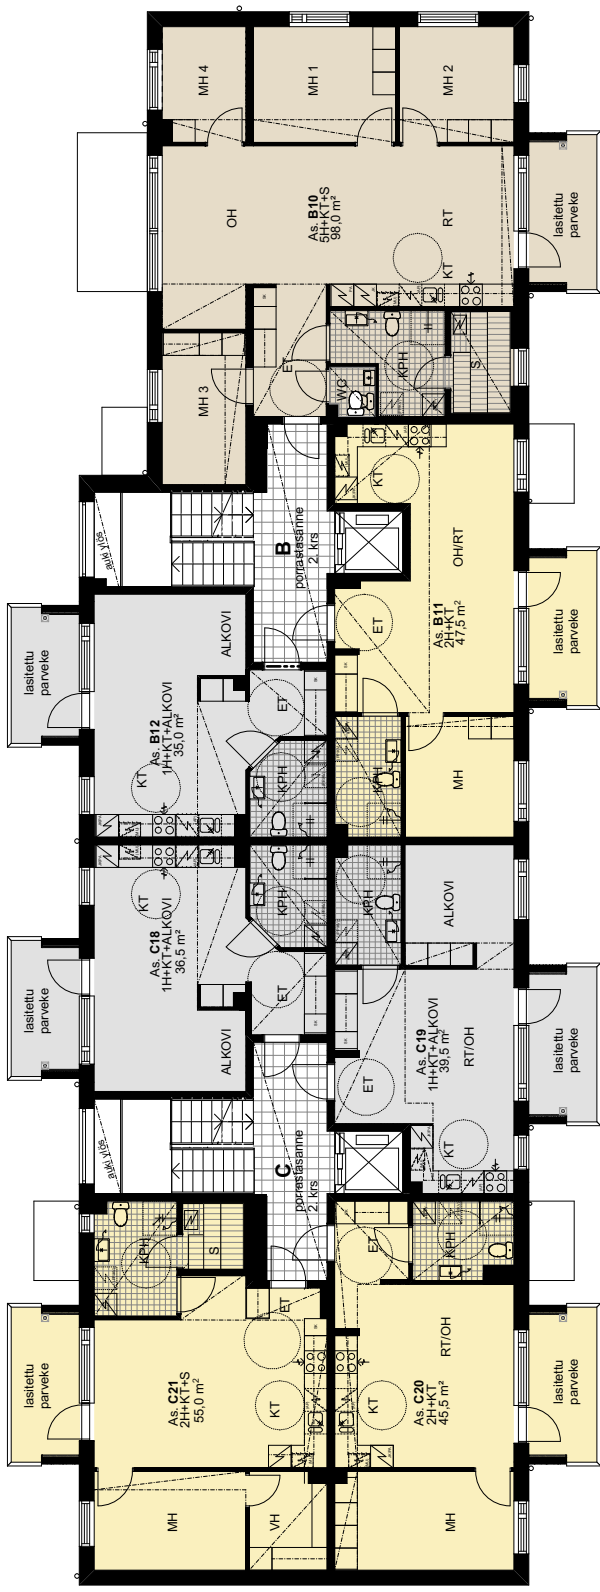 MH 4
MH 1
MH 2
OH
As. B10
5H+KT+S
98,0 m²
RT
KT
lasitettu
parveke
MH 3
ET
WC
KPH
S
KT
B
porrastasanne
2. krs
auki ylös
OH/RT
As. B11
2H+KT
47,5 m²
ET
lasitettu
parveke
KPH
MH
lasitettu
parveke
ALKOVI
As. B12
1H+KT+ALKOVI
35,0 m²
KT
ET
KPH
KPH
KT
As. C18
1H+KT+ALKOVI
36,5 m²
lasitettu
parveke
ALKOVI
ET
KPH
ALKOVI
As. C19
1H+KT+ALKOVI
39,5 m²
RT/OH
ET
KT
lasitettu
parveke
auki ylös
C
porrastasanne
2. krs
KPH
S
ET
As. C21
2H+KT+S
55,0 m²
KT
lasitettu
parveke
MH
VH
ET
KPH
RT/OH
As. C20
2H+KT
45,5 m²
KT
lasitettu
parveke
MH